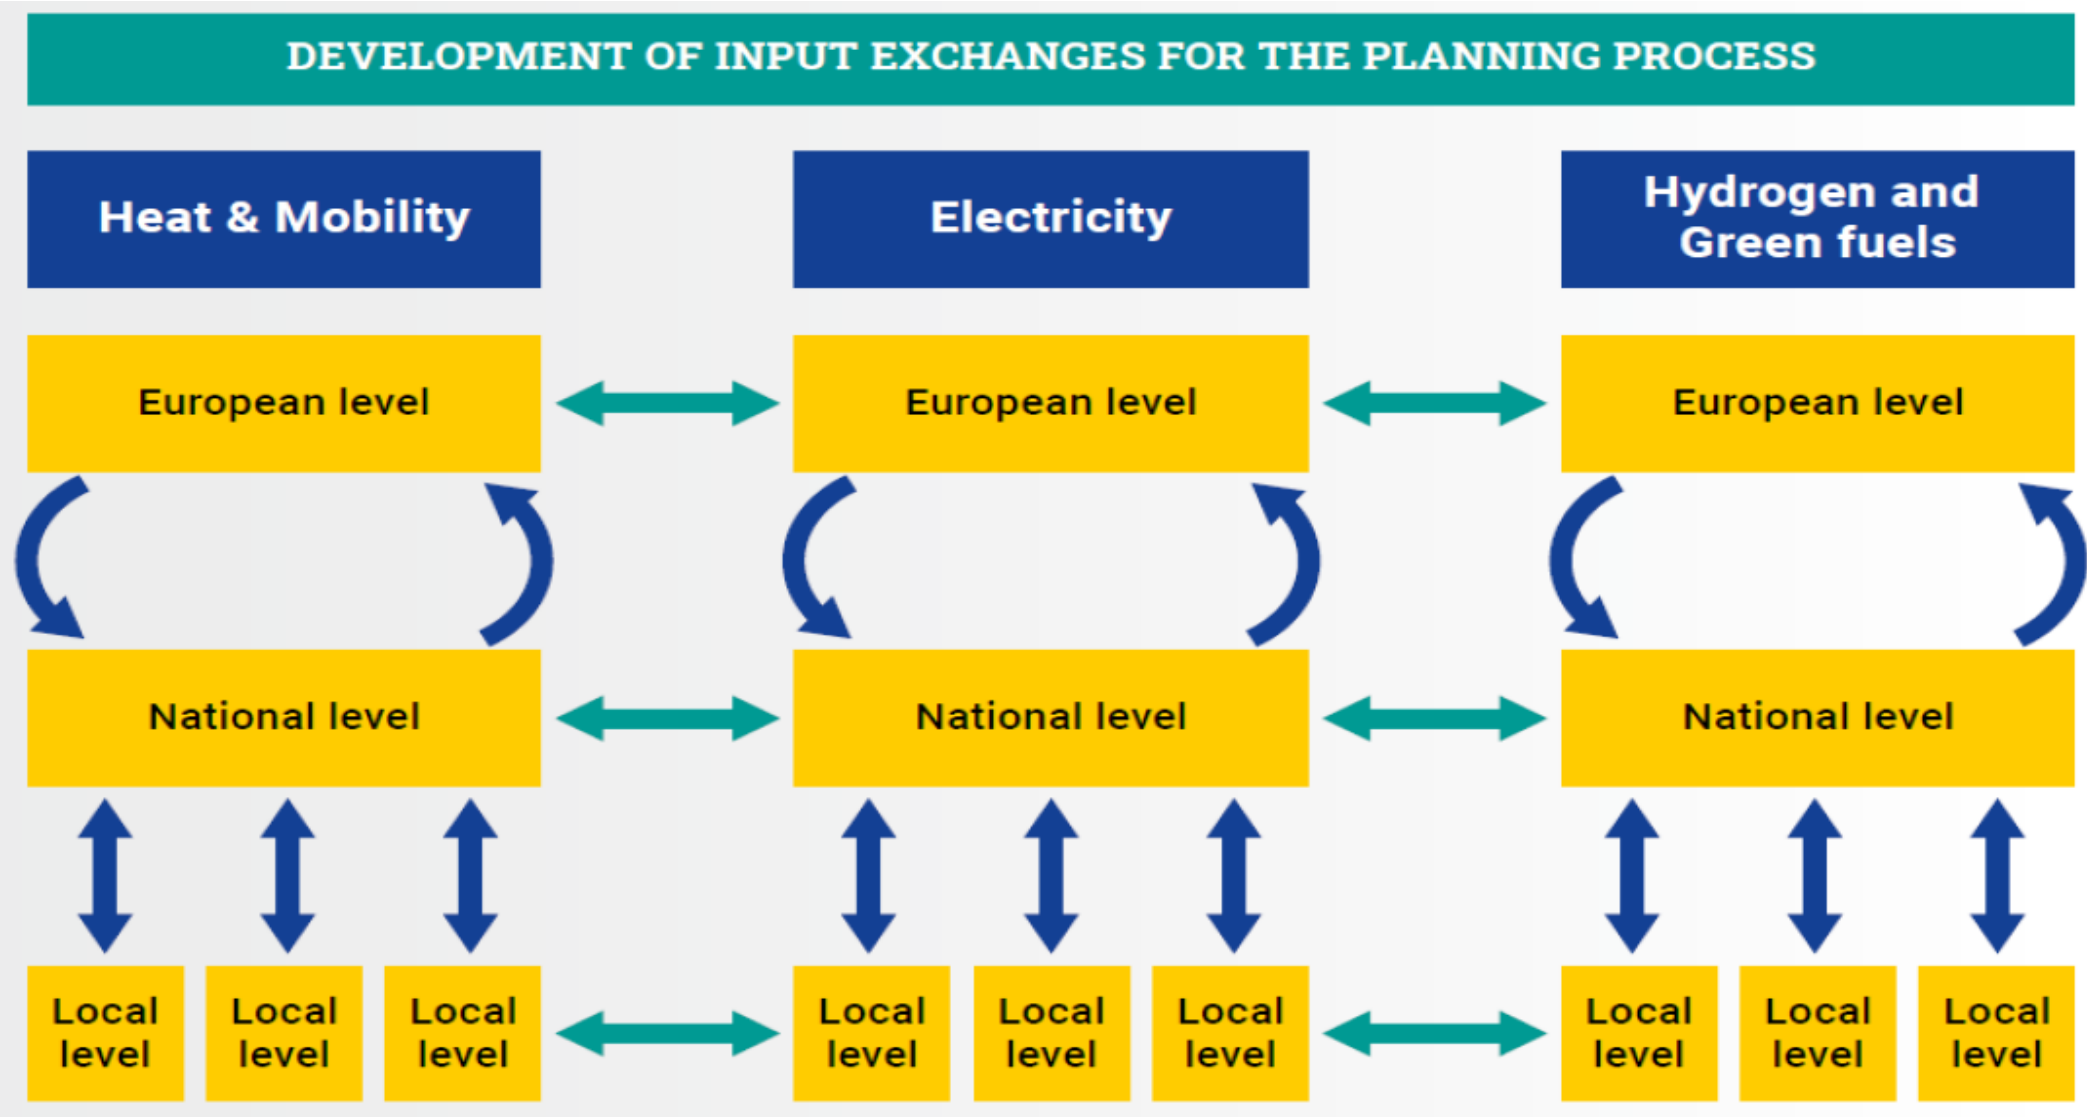 DEVELOPMENT OF INPUT EXCHANGES FOR THE PLANNING PROCESS
Heat & Mobility
Electricity
Hydrogen and
Green fuels
European level
European level
European level
National level
National level
National level
Local
level
Local
level
Local
level
Local
level
Local
level
Local
level
Local
level
Local
level
Local
level